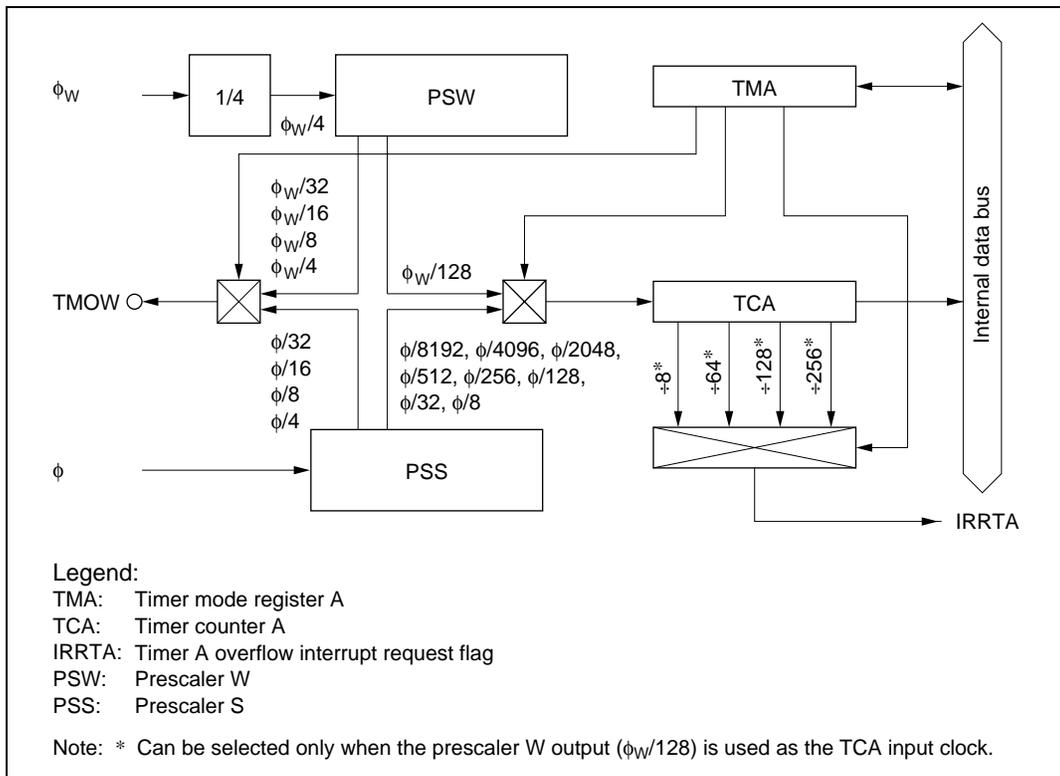 ϕW
1/4
ϕW/4
PSW
TMA
ϕW/32
ϕW/16
ϕW/8
ϕW/4
ϕW/128
TMOW
TCA
Internal data bus
ϕ/32
ϕ/16
ϕ/8
ϕ/4
ϕ/8192, ϕ/4096, ϕ/2048,
ϕ/512, ϕ/256, ϕ/128,
ϕ/32, ϕ/8
÷8*
÷64*
÷128*
÷256*
ϕ
PSS
IRRTA
Legend:
TMA: Timer mode register A
TCA: Timer counter A
IRRTA: Timer A overflow interrupt request flag
PSW: Prescaler W
PSS: Prescaler S
Note: * Can be selected only when the prescaler W output (ϕW/128) is used as the TCA input clock.